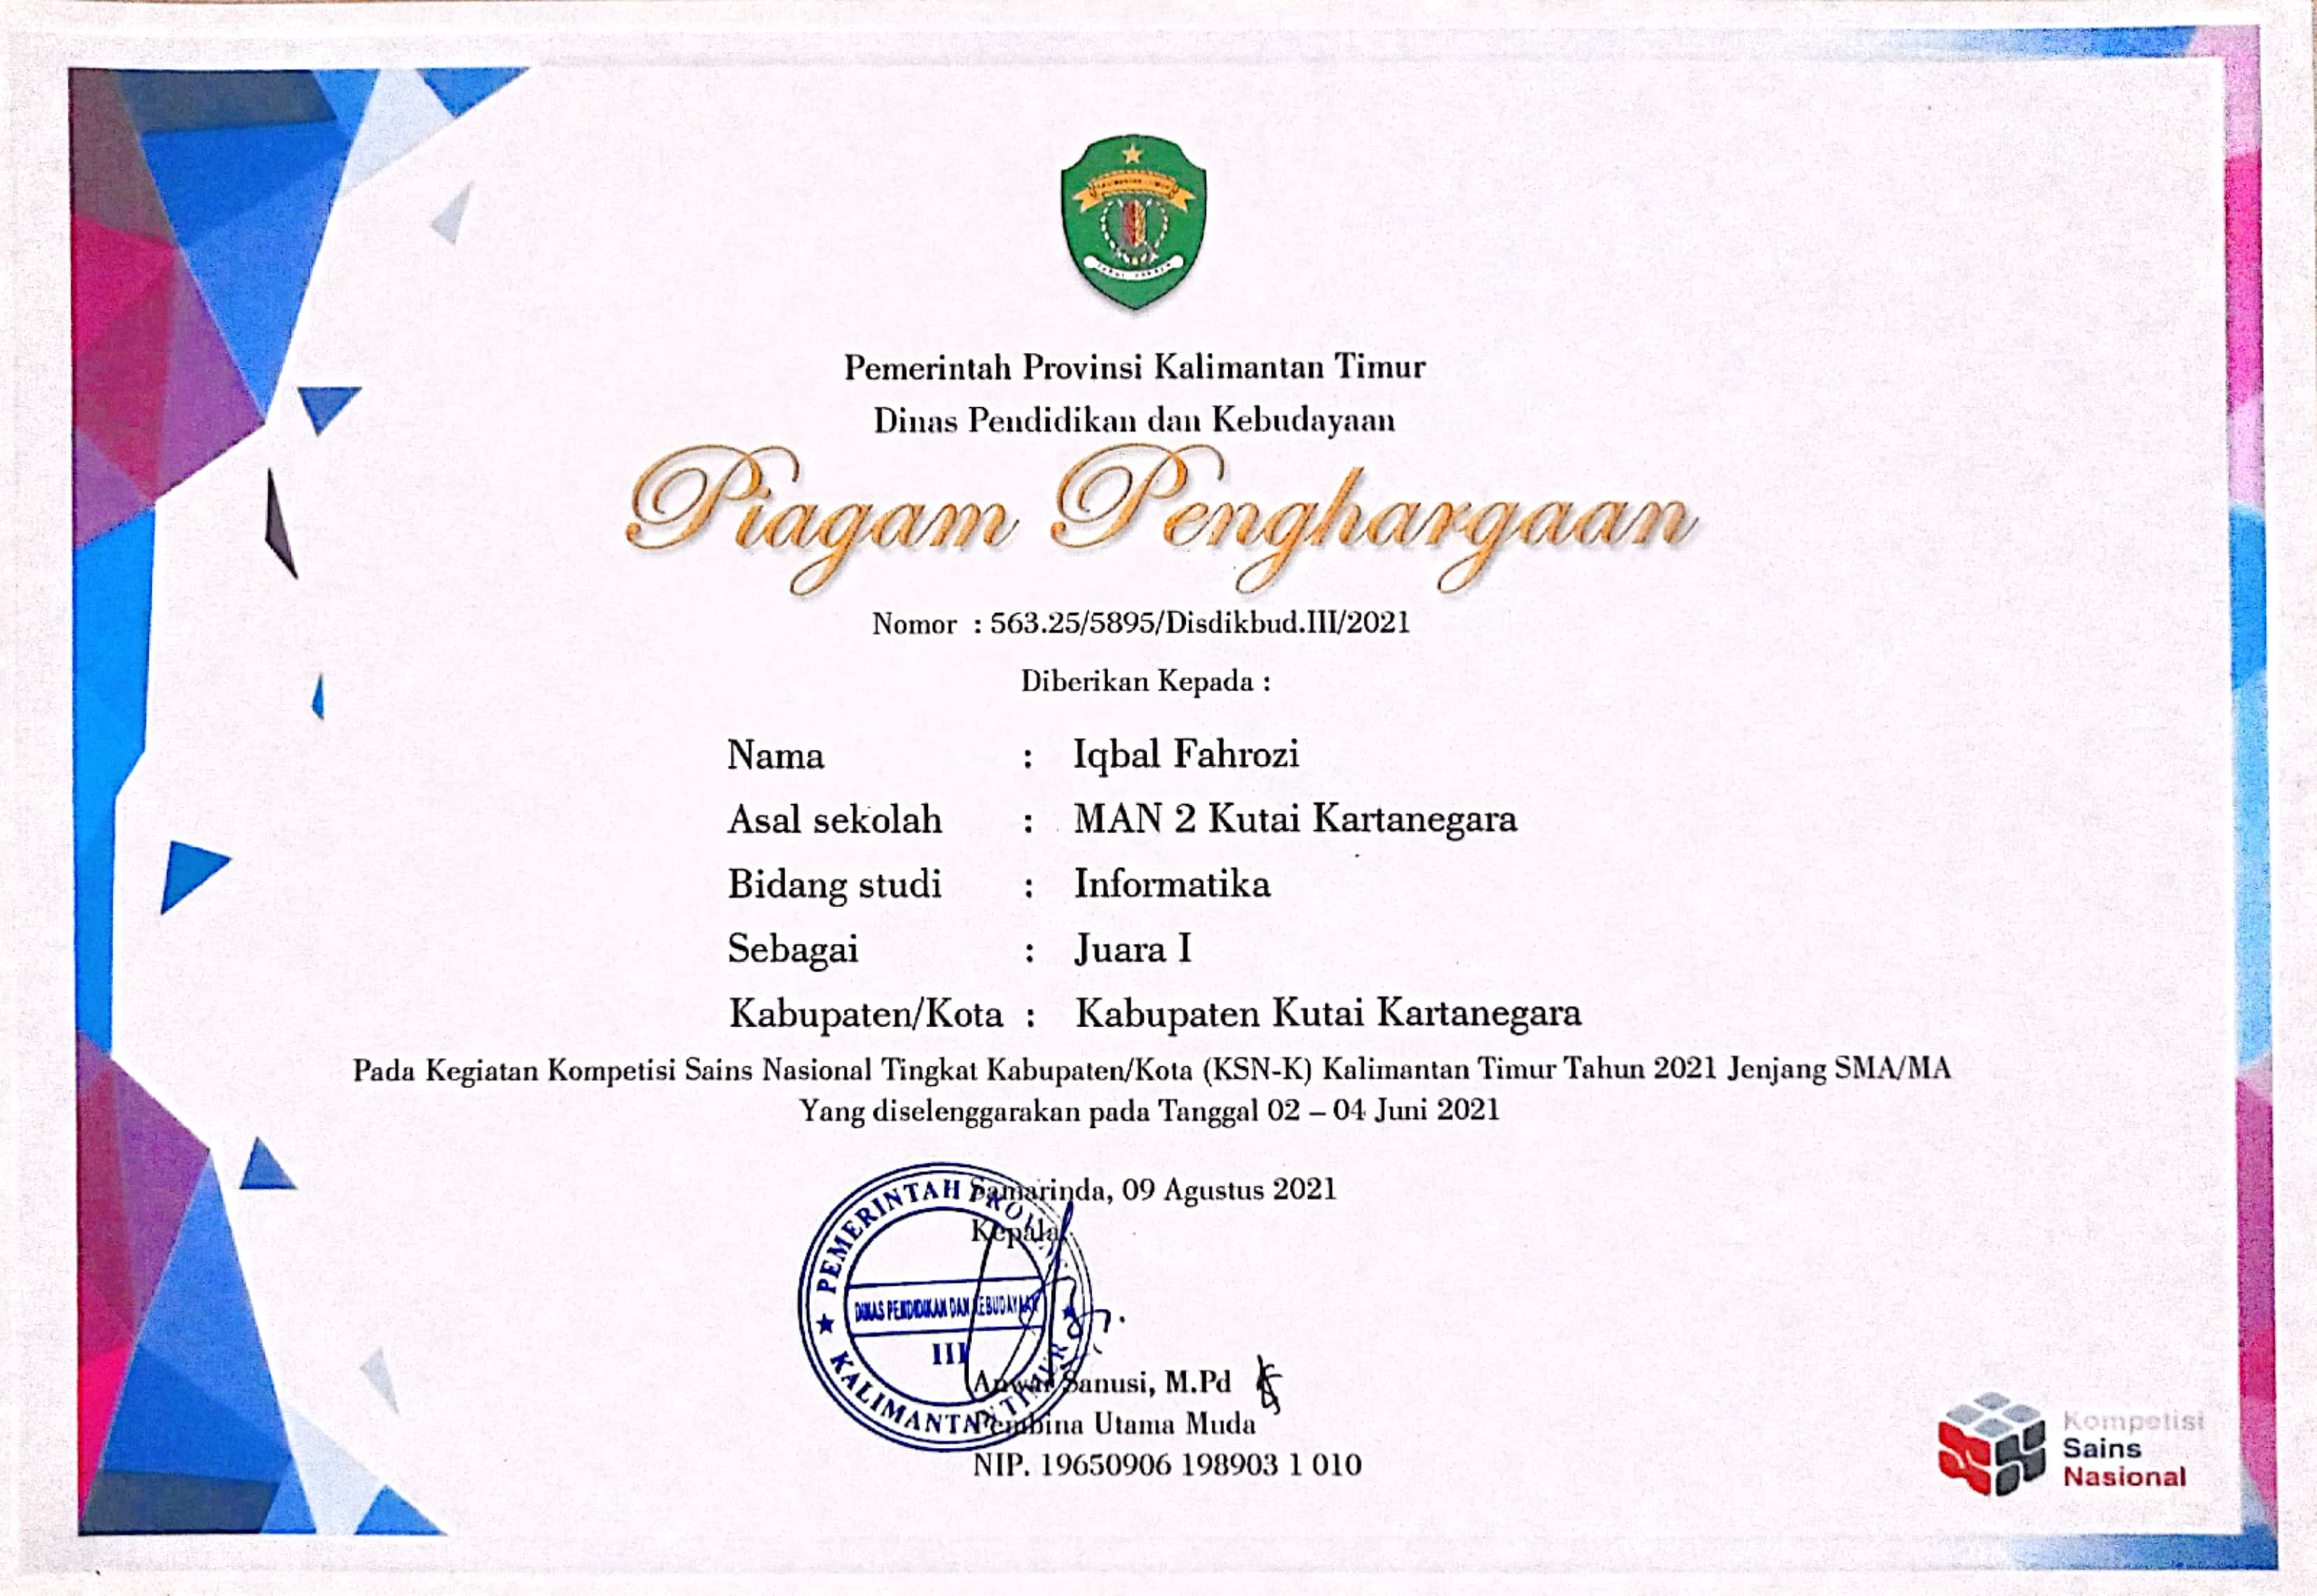 Pemerintah Provinsi Kalimantan Timur
Dinas Pendidikan dan Kebudayaan
Piagam Penghargaan
Nomor : 563.25/5895/Disdikbud.III/2021
Diberikan Kepada :
Nama : Iqbal Fahrozi
Asal sekolah : MAN 2 Kutai Kartanegara
Bidang studi : Informatika
Sebagai : Juara I
Kabupaten/Kota : Kabupaten Kutai Kartanegara
Pada Kegiatan Kompetisi Sains Nasional Tingkat Kabupaten/Kota (KSN-K) Kalimantan Timur Tahun 2021 Jenjang SMA/MA
Yang diselenggarakan pada Tanggal 02 – 04 Juni 2021
Samarinda, 09 Agustus 2021
Kepala,
PEMERINTAH
DINAS PENDIDIKAN DAN KEBUDAYAAN
III
KALIMANTAN TIMUR
Anwar Sanusi, M.Pd
Pembina Utama Muda
NIP. 19650906 198903 1 010
Kompetisi
Sains
Nasional